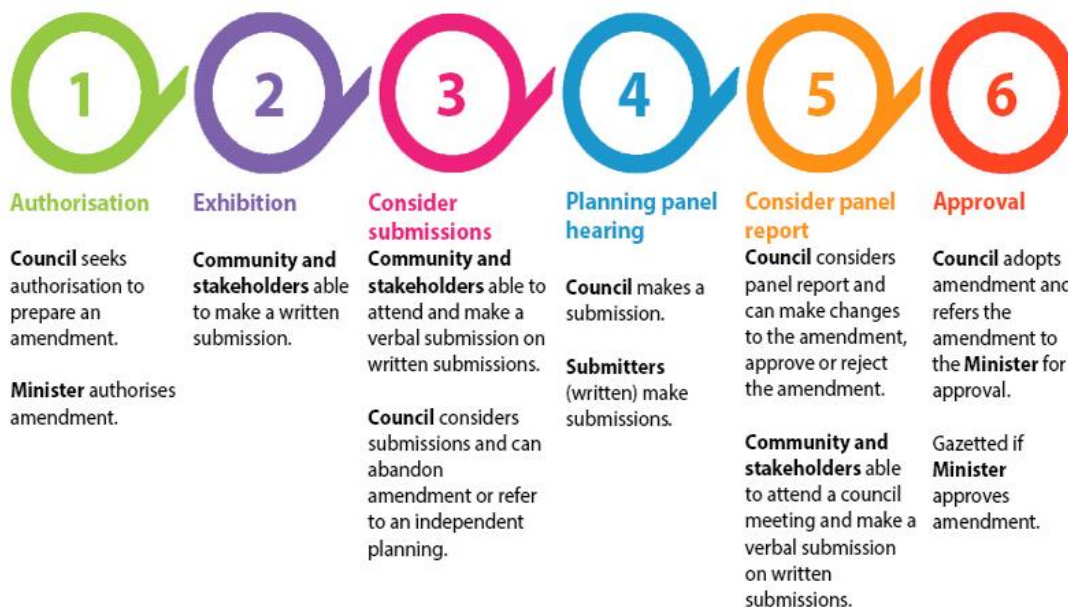 1
2
3
4
5
6
Authorisation
Council seeks
authorisation to
prepare an
amendment.
Minister authorises
amendment.
Exhibition
Community and
stakeholders able
to make a written
submission.
Consider
submissions
Community and
stakeholders able to
attend and make a
verbal submission on
written submissions.
Council considers
submissions and can
abandon
amendment or refer
to an independent
planning.
Planning panel
hearing
Council makes a
submission.
Submitters
(written) make
submissions.
Consider panel
report
Council considers
panel report and
can make changes
to the amendment,
approve or reject
the amendment.
Community and
stakeholders able
to attend a council
meeting and make a
verbal submission
on written
submissions.
Approval
Council adopts
amendment and
refers the
amendment to
the Minister for
approval.
Gazetted if
Minister
approves
amendment.